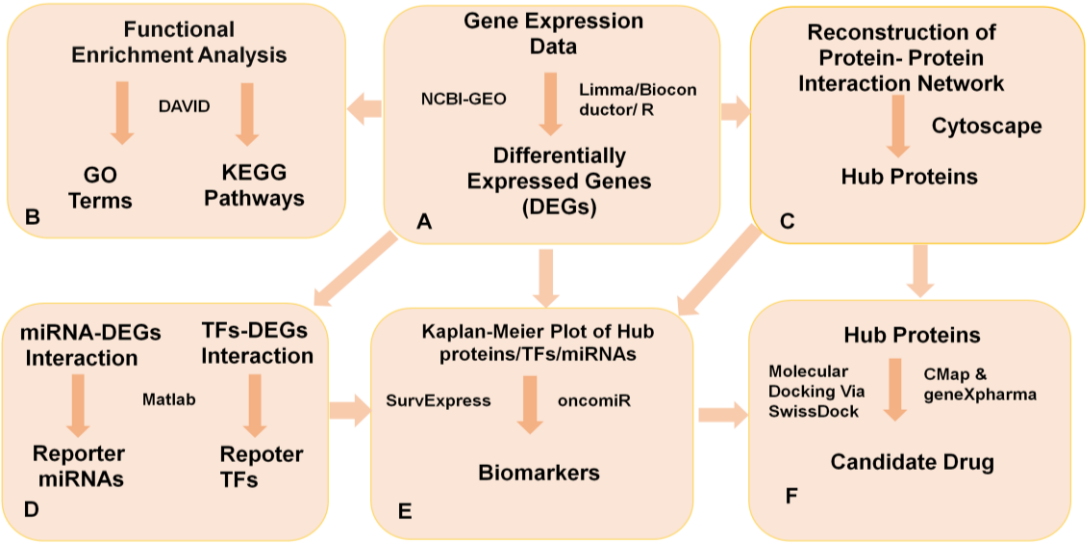 Functional
Enrichment Analysis
DAVID
GO
Terms
KEGG
Pathways
B
Gene Expression
Data
NCBI-GEO
Limma/Biocon
ductor/ R
Differentially
Expressed Genes
(DEGs)
A
Reconstruction of
Protein- Protein
Interaction Network
Cytoscape
Hub Proteins
C
miRNA-DEGs
Interaction
TFs-DEGs
Interaction
Matlab
Reporter
miRNAs
Repoter
TFs
D
Kaplan-Meier Plot of Hub
proteins/TFs/miRNAs
SurvExpress
oncomiR
Biomarkers
E
Hub Proteins
Molecular
Docking Via
SwissDock
CMap &
geneXpharma
Candidate Drug
F